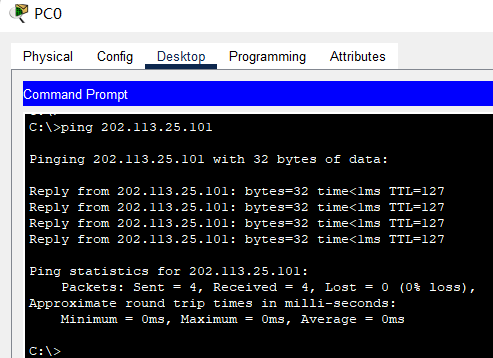 PC0
Physical Config Desktop Programming Attributes
Command Prompt
C:\>ping 202.113.25.101
Pinging 202.113.25.101 with 32 bytes of data:
Reply from 202.113.25.101: bytes=32 time<1ms TTL=127
Reply from 202.113.25.101: bytes=32 time<1ms TTL=127
Reply from 202.113.25.101: bytes=32 time<1ms TTL=127
Reply from 202.113.25.101: bytes=32 time<1ms TTL=127
Ping statistics for 202.113.25.101:
Packets: Sent = 4, Received = 4, Lost = 0 (0% loss),
Approximate round trip times in milli-seconds:
Minimum = 0ms, Maximum = 0ms, Average = 0ms
C:\>